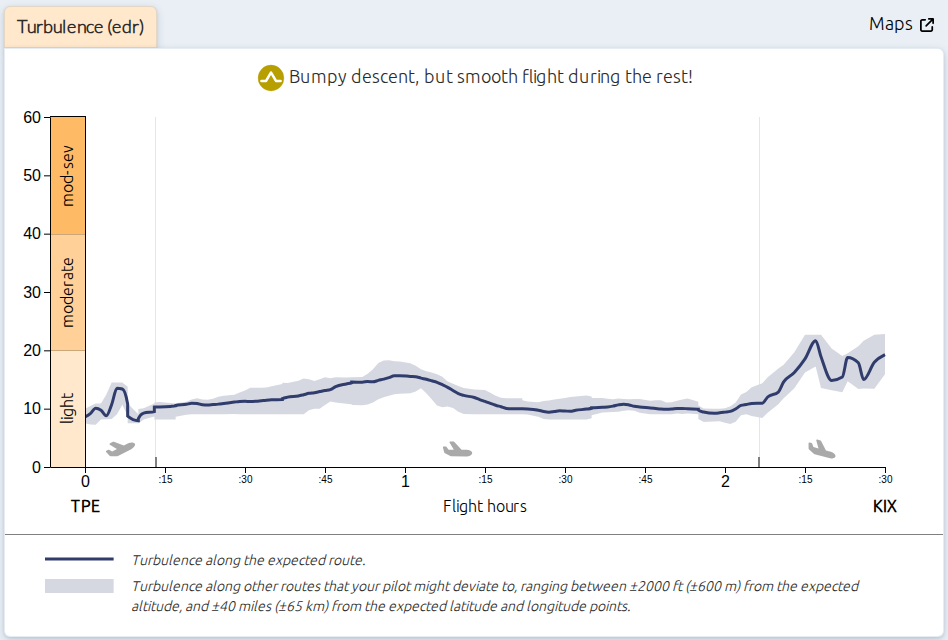 Turbulence (edr)
Maps
Bumpy descent, but smooth flight during the rest!
60
50
40
30
20
10
0
mod-sev
moderate
light
0 :15 :30 :45 1 :15 :30 :45 2 :15 :30
TPE Flight hours KIX
Turbulence along the expected route.
Turbulence along other routes that your pilot might deviate to, ranging between ±2000 ft (±600 m) from the expected
altitude, and ±40 miles (±65 km) from the expected latitude and longitude points.